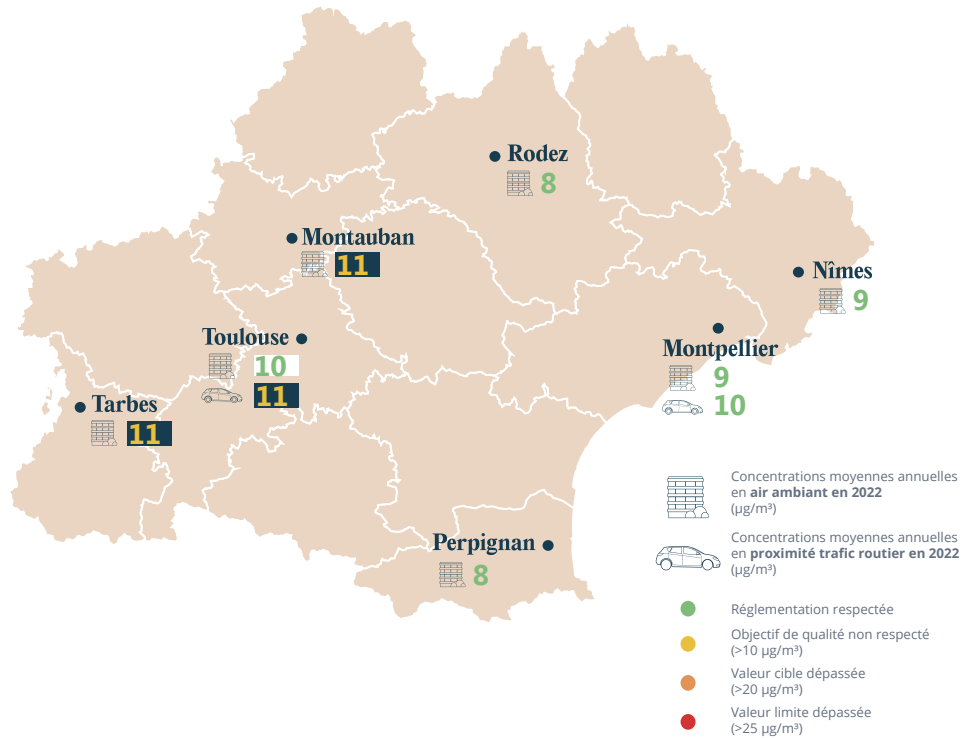 Rodez
8
Montauban
11
Nîmes
9
Toulouse
10
11
Montpellier
9
10
Tarbes
11
Perpignan
8
Concentrations moyennes annuelles
en air ambiant en 2022
(µg/m³)
Concentrations moyennes annuelles
en proximité trafic routier en 2022
(µg/m³)
Réglementation respectée
Objectif de qualité non respecté
(>10 µg/m³)
Valeur cible dépassée
(>20 µg/m³)
Valeur limite dépassée
(>25 µg/m³)